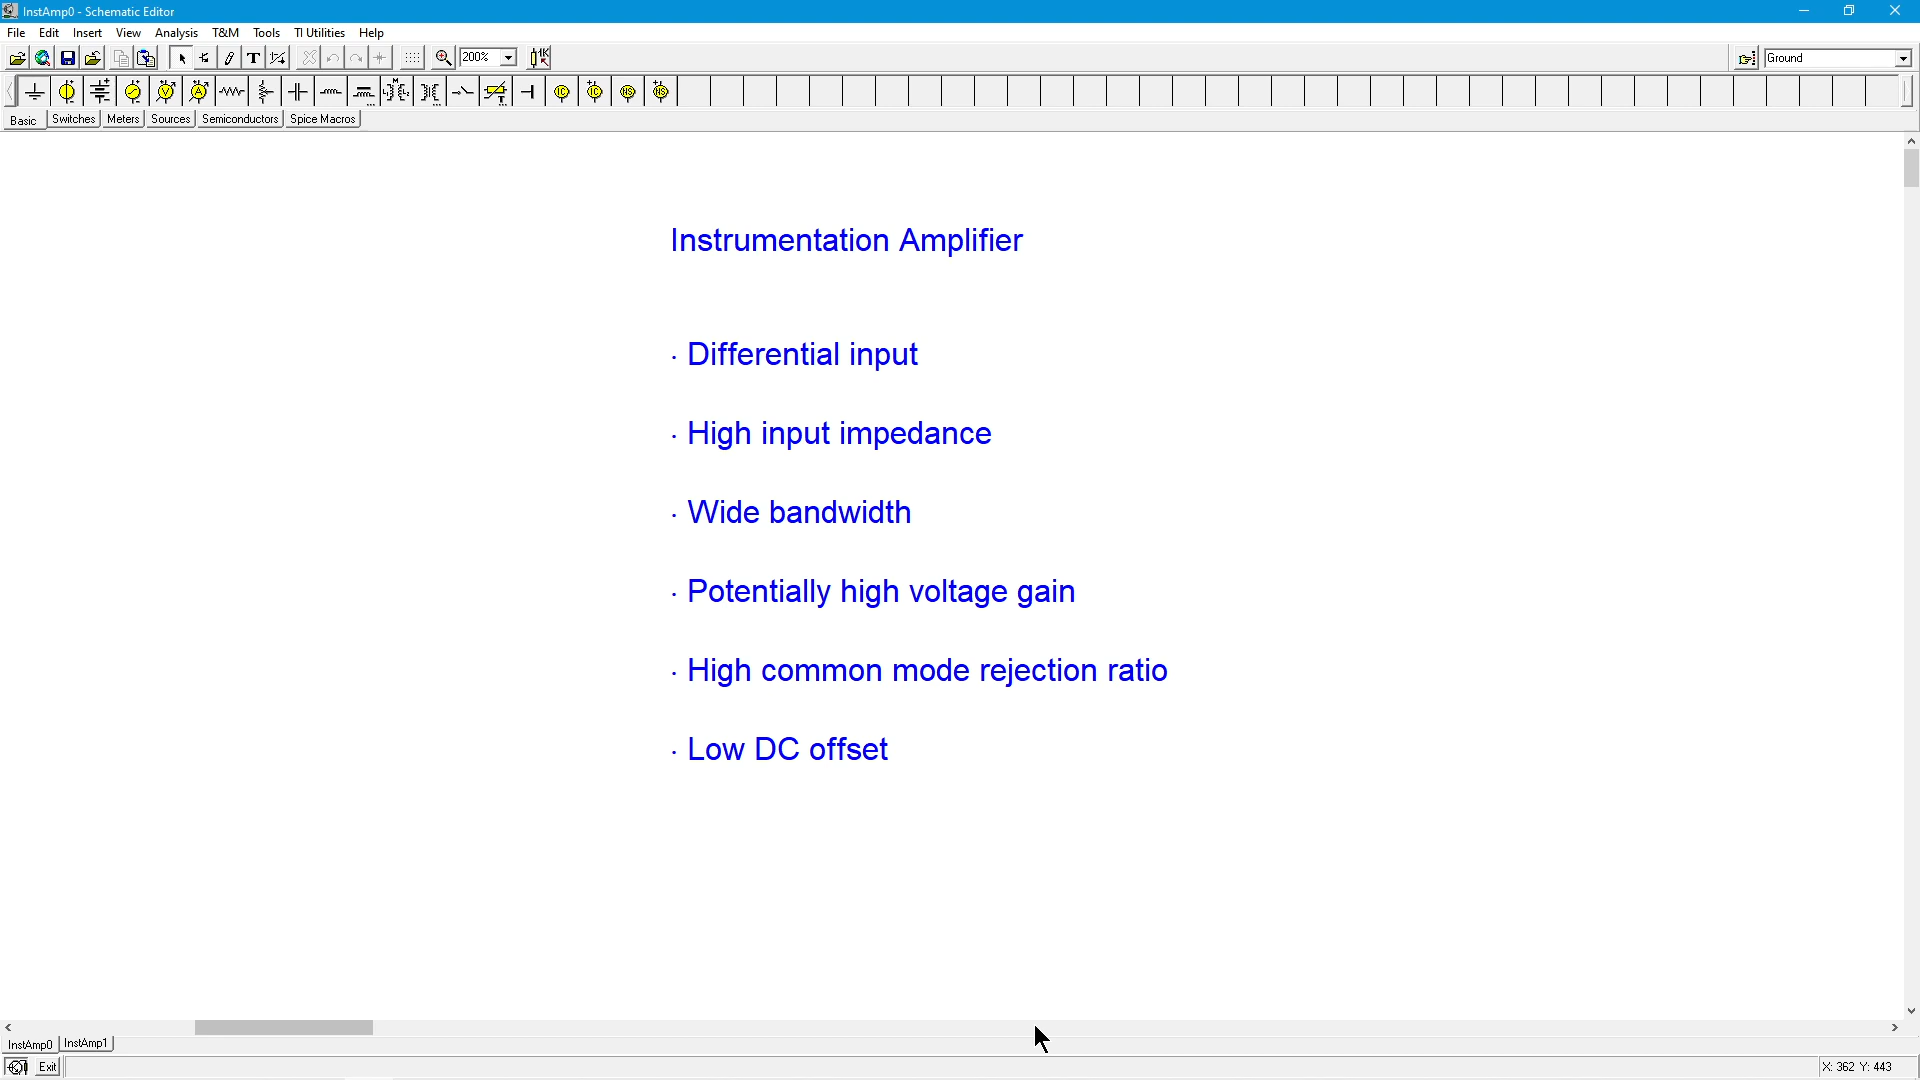 InstAmp0 - Schematic Editor
File Edit Insert View Analysis T&M Tools TI Utilities Help
200% 1K Ground
Basic Switches Meters Sources Semiconductors Spice Macros
Instrumentation Amplifier
· Differential input
· High input impedance
· Wide bandwidth
· Potentially high voltage gain
· High common mode rejection ratio
· Low DC offset
InstAmp0 InstAmp1
Exit X: 362 Y: 443